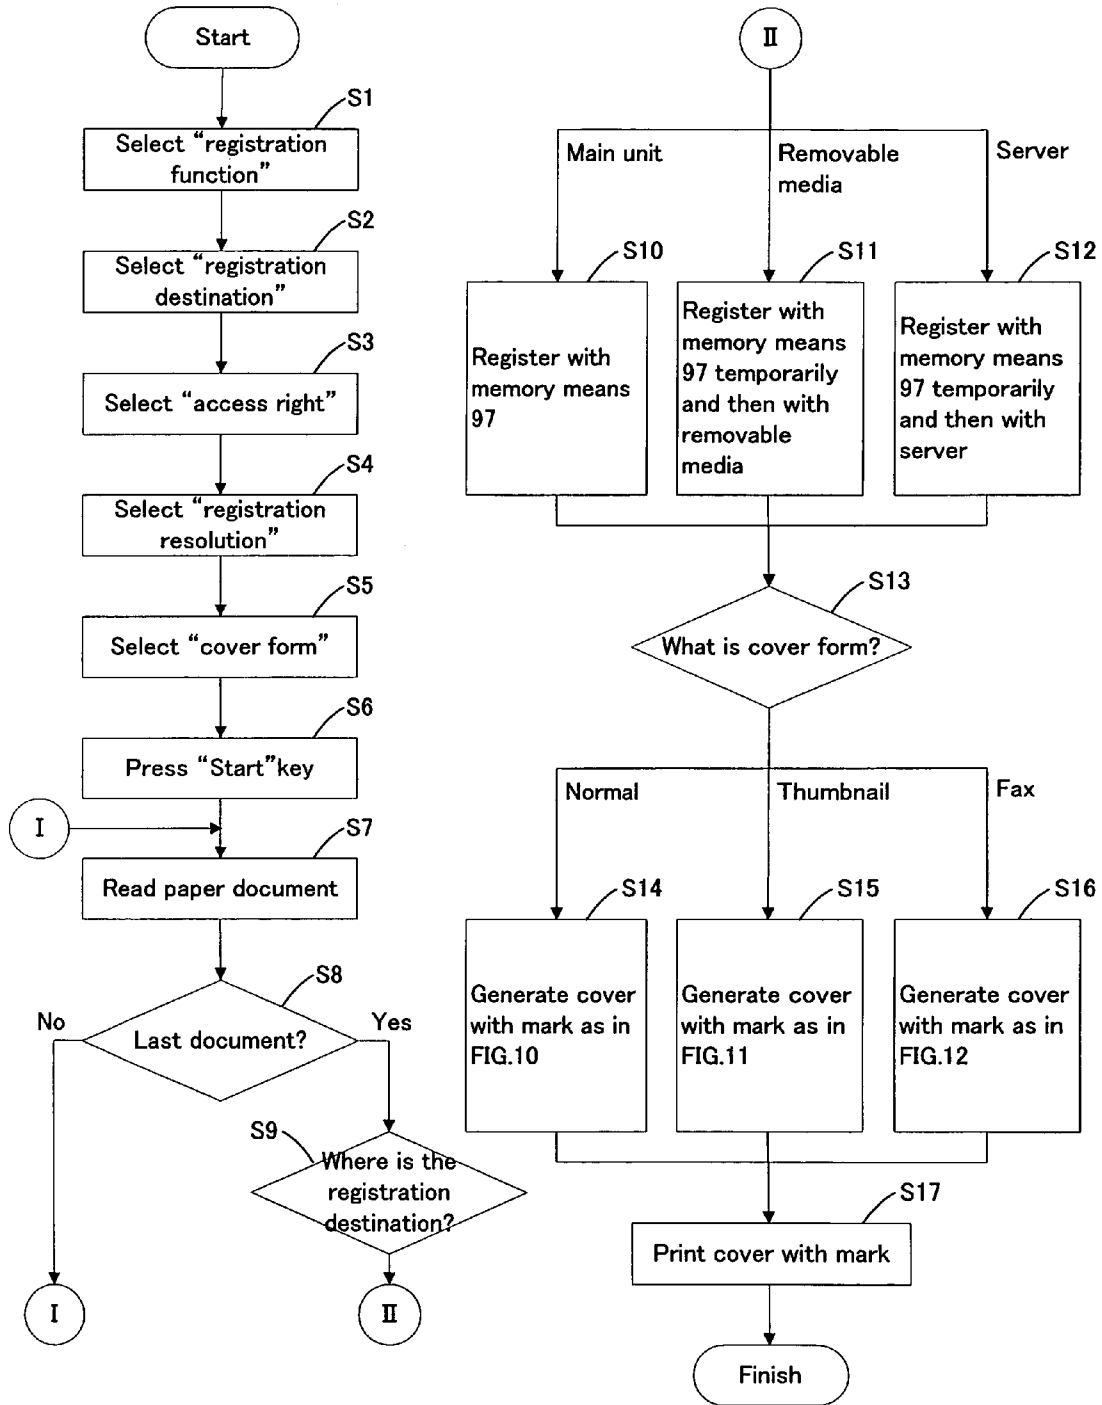 Start
S1
Select “registration
function”
S2
Select “registration
destination”
S3
Select “access right”
S4
Select “registration
resolution”
S5
Select “cover form”
S6
Press “Start”key
I
S7
Read paper document
S8
No
Yes
Last document?
S9
Where is the
registration
destination?
I
II
II
Main unit
Removable
media
Server
S10
Register with
memory means
97
S11
Register with
memory means
97 temporarily
and then with
removable
media
S12
Register with
memory means
97 temporarily
and then with
server
S13
What is cover form?
Normal
Thumbnail
Fax
S14
Generate cover
with mark as in
FIG.10
S15
Generate cover
with mark as in
FIG.11
S16
Generate cover
with mark as in
FIG.12
S17
Print cover with mark
Finish